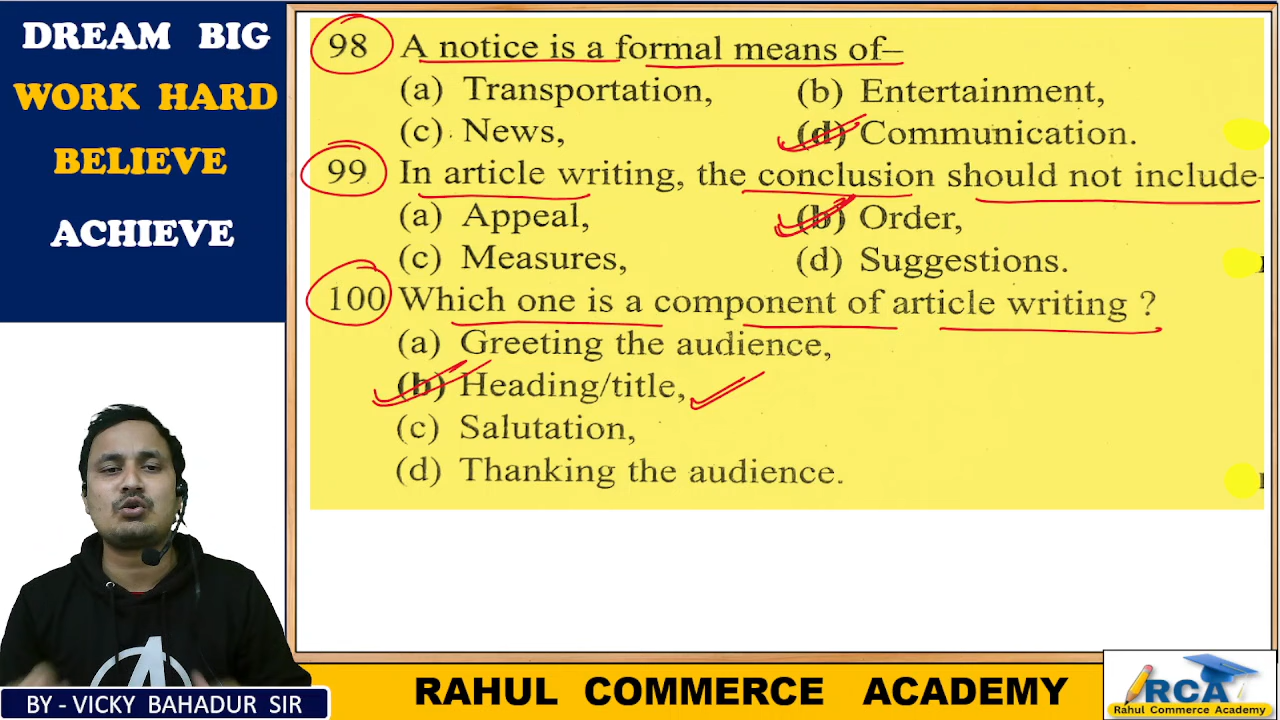 DREAM BIG
WORK HARD
BELIEVE
ACHIEVE
98 A notice is a formal means of–
(a) Transportation, (b) Entertainment,
(c) News, (d) Communication.
99 In article writing, the conclusion should not include-
(a) Appeal, (b) Order,
(c) Measures, (d) Suggestions.
100 Which one is a component of article writing ?
(a) Greeting the audience,
(b) Heading/title,
(c) Salutation,
(d) Thanking the audience.
BY - VICKY BAHADUR SIR
RAHUL COMMERCE ACADEMY
RCA
Rahul Commerce Academy